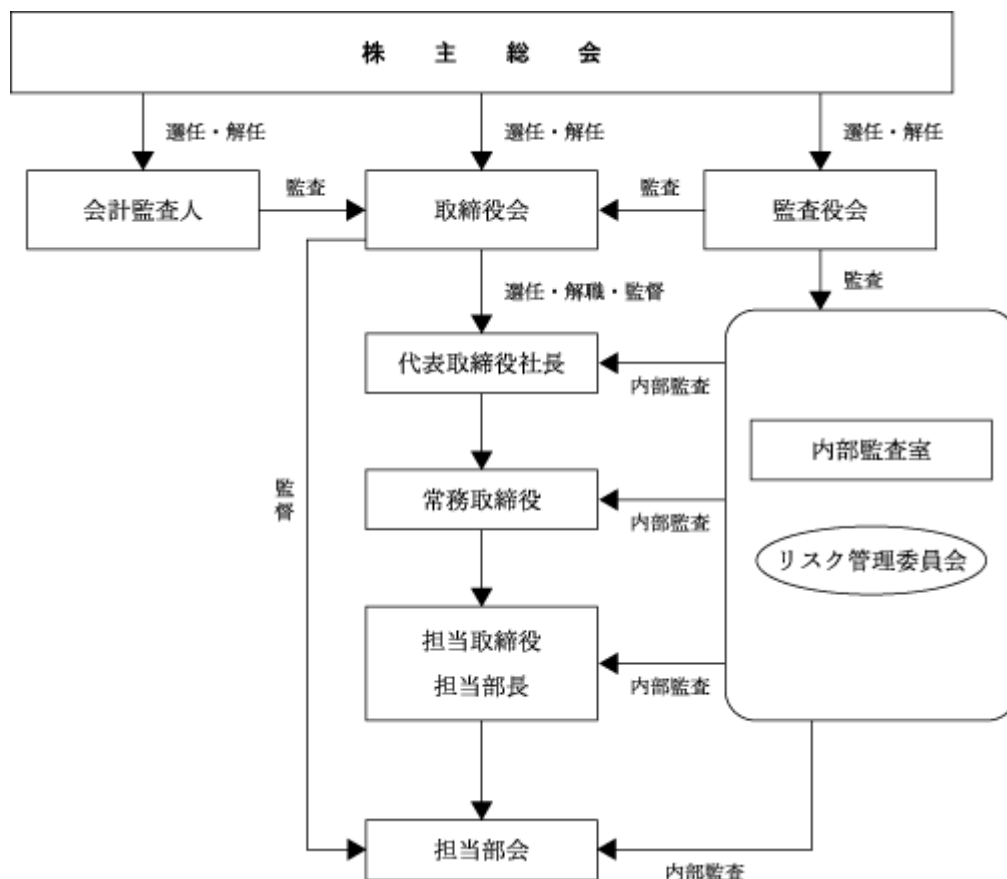 株主総会
選任・解任
選任・解任
選任・解任
会計監査人
監査
取締役会
監査
監査役会
選任・解職・監督
監査
代表取締役社長
内部監査
内部監査室
監督
常務取締役
内部監査
リスク管理委員会
担当取締役
担当部長
内部監査
担当部会
内部監査